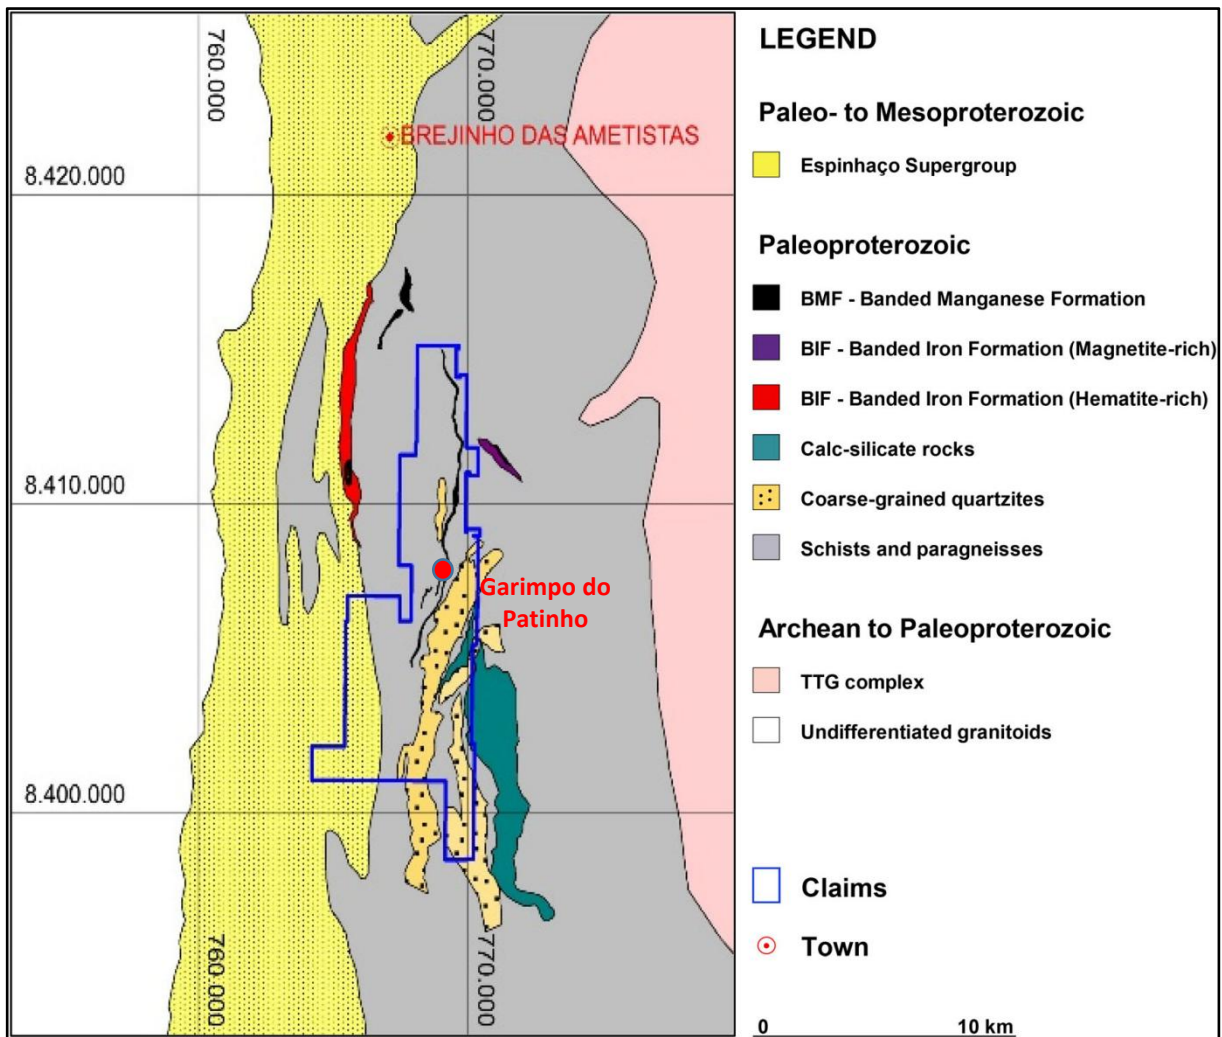 760.000
770.000
BREJINHO DAS AMETISTAS
8.420.000
8.410.000
Garimpo do
Patinho
8.400.000
760.000
770.000
LEGEND
Paleo- to Mesoproterozoic
Espinhaço Supergroup
Paleoproterozoic
BMF - Banded Manganese Formation
BIF - Banded Iron Formation (Magnetite-rich)
BIF - Banded Iron Formation (Hematite-rich)
Calc-silicate rocks
Coarse-grained quartzites
Schists and paragneisses
Archean to Paleoproterozoic
TTG complex
Undifferentiated granitoids
Claims
Town
0 10 km